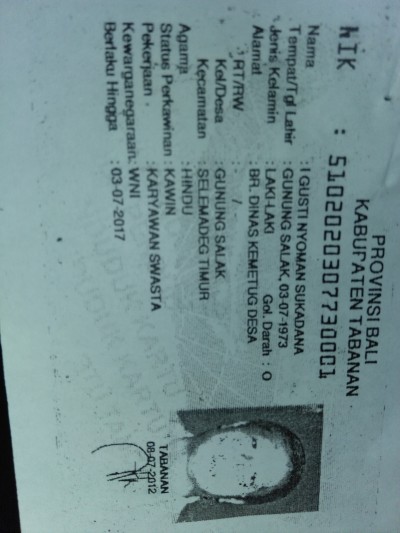 PROVINSI BALI
KABUPATEN TABANAN
NIK : 5102020307730001
Nama : I GUSTI NYOMAN SUKADANA
Tempat/Tgl Lahir : GUNUNG SALAK, 03-07-1973
Jenis Kelamin : LAKI-LAKI Gol. Darah : O
Alamat : BR. DINAS KEMETUG DESA
RT/RW : - / -
Kel/Desa : GUNUNG SALAK
Kecamatan : SELEMADEG TIMUR
Agama : HINDU
Status Perkawinan : KAWIN
Pekerjaan : KARYAWAN SWASTA
Kewarganegaraan: WNI
Berlaku Hingga : 03-07-2017
TABANAN
08-07-2012